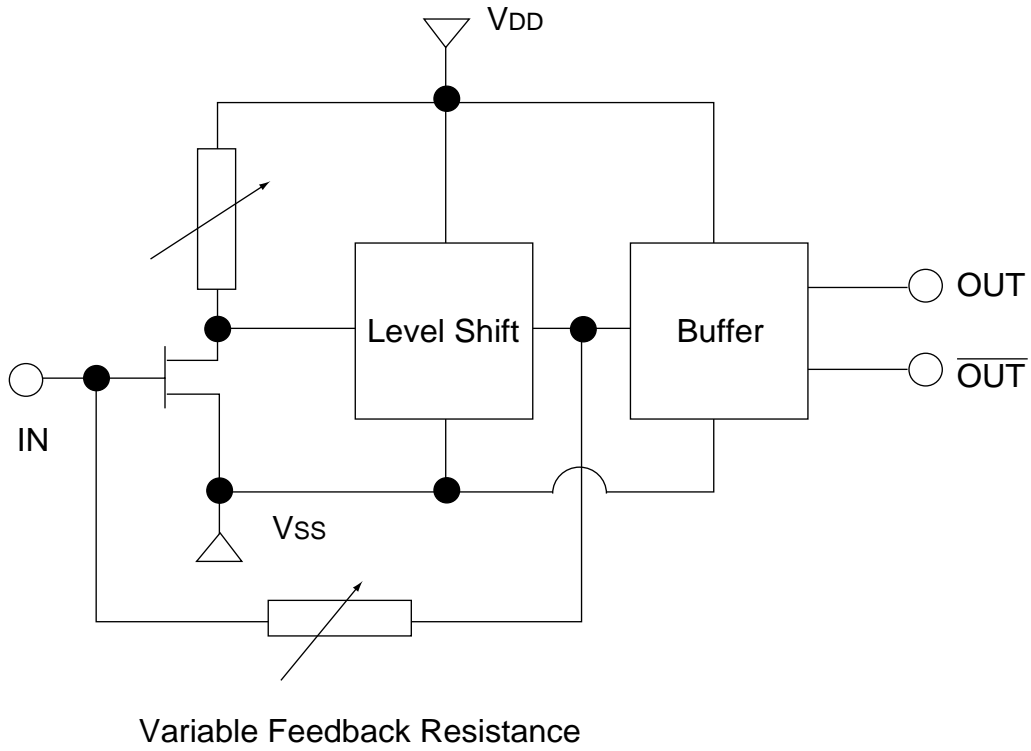 VDD
Level Shift
Buffer
OUT
OUT
IN
VSS
Variable Feedback Resistance